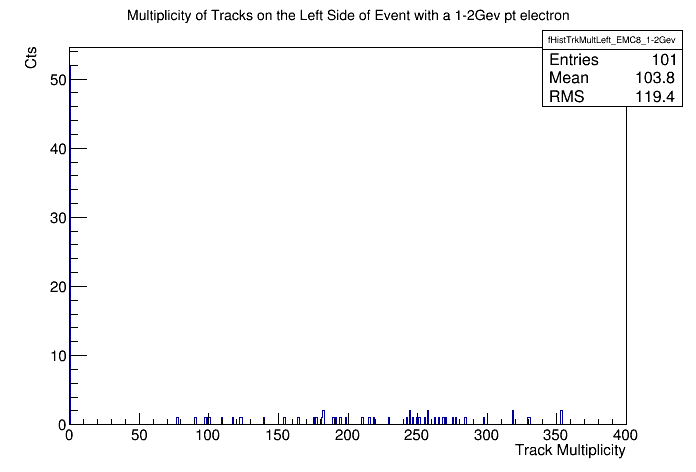 Multiplicity of Tracks on the Left Side of Event with a 1-2Gev pt electron
fHistTrkMultLeft_EMC8_1-2Gev
Entries 101
Mean 103.8
RMS 119.4
Cts
50
40
30
20
10
0
0 50 100 150 200 250 300 350 400
Track Multiplicity